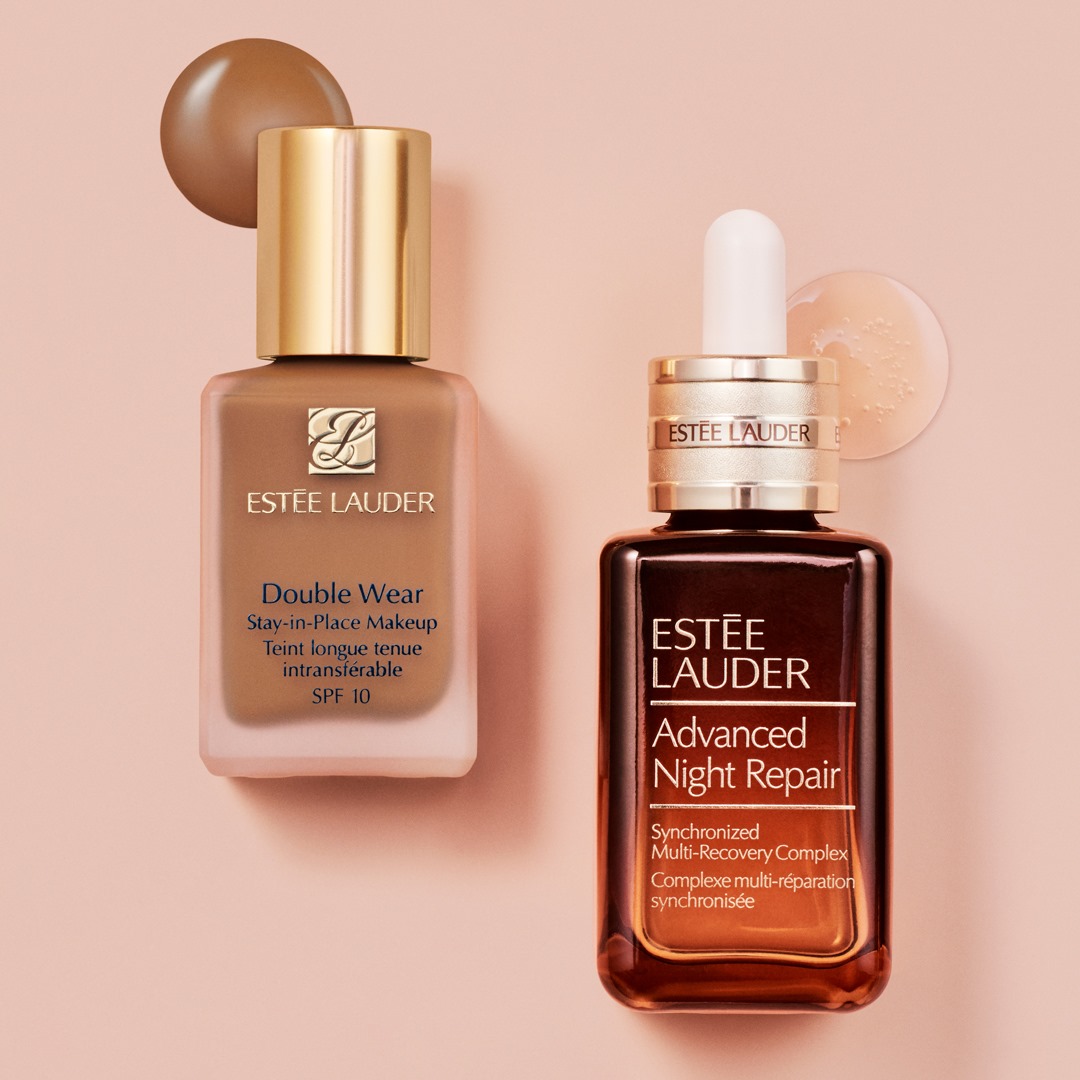 EL
ESTĒE LAUDER
Double Wear
Stay-in-Place Makeup
Teint longue tenue
intransférable
SPF 10
ESTĒE LAUDER
ESTĒE
LAUDER
Advanced
Night Repair
Synchronized
Multi-Recovery Complex
Complexe multi-réparation
synchronisée